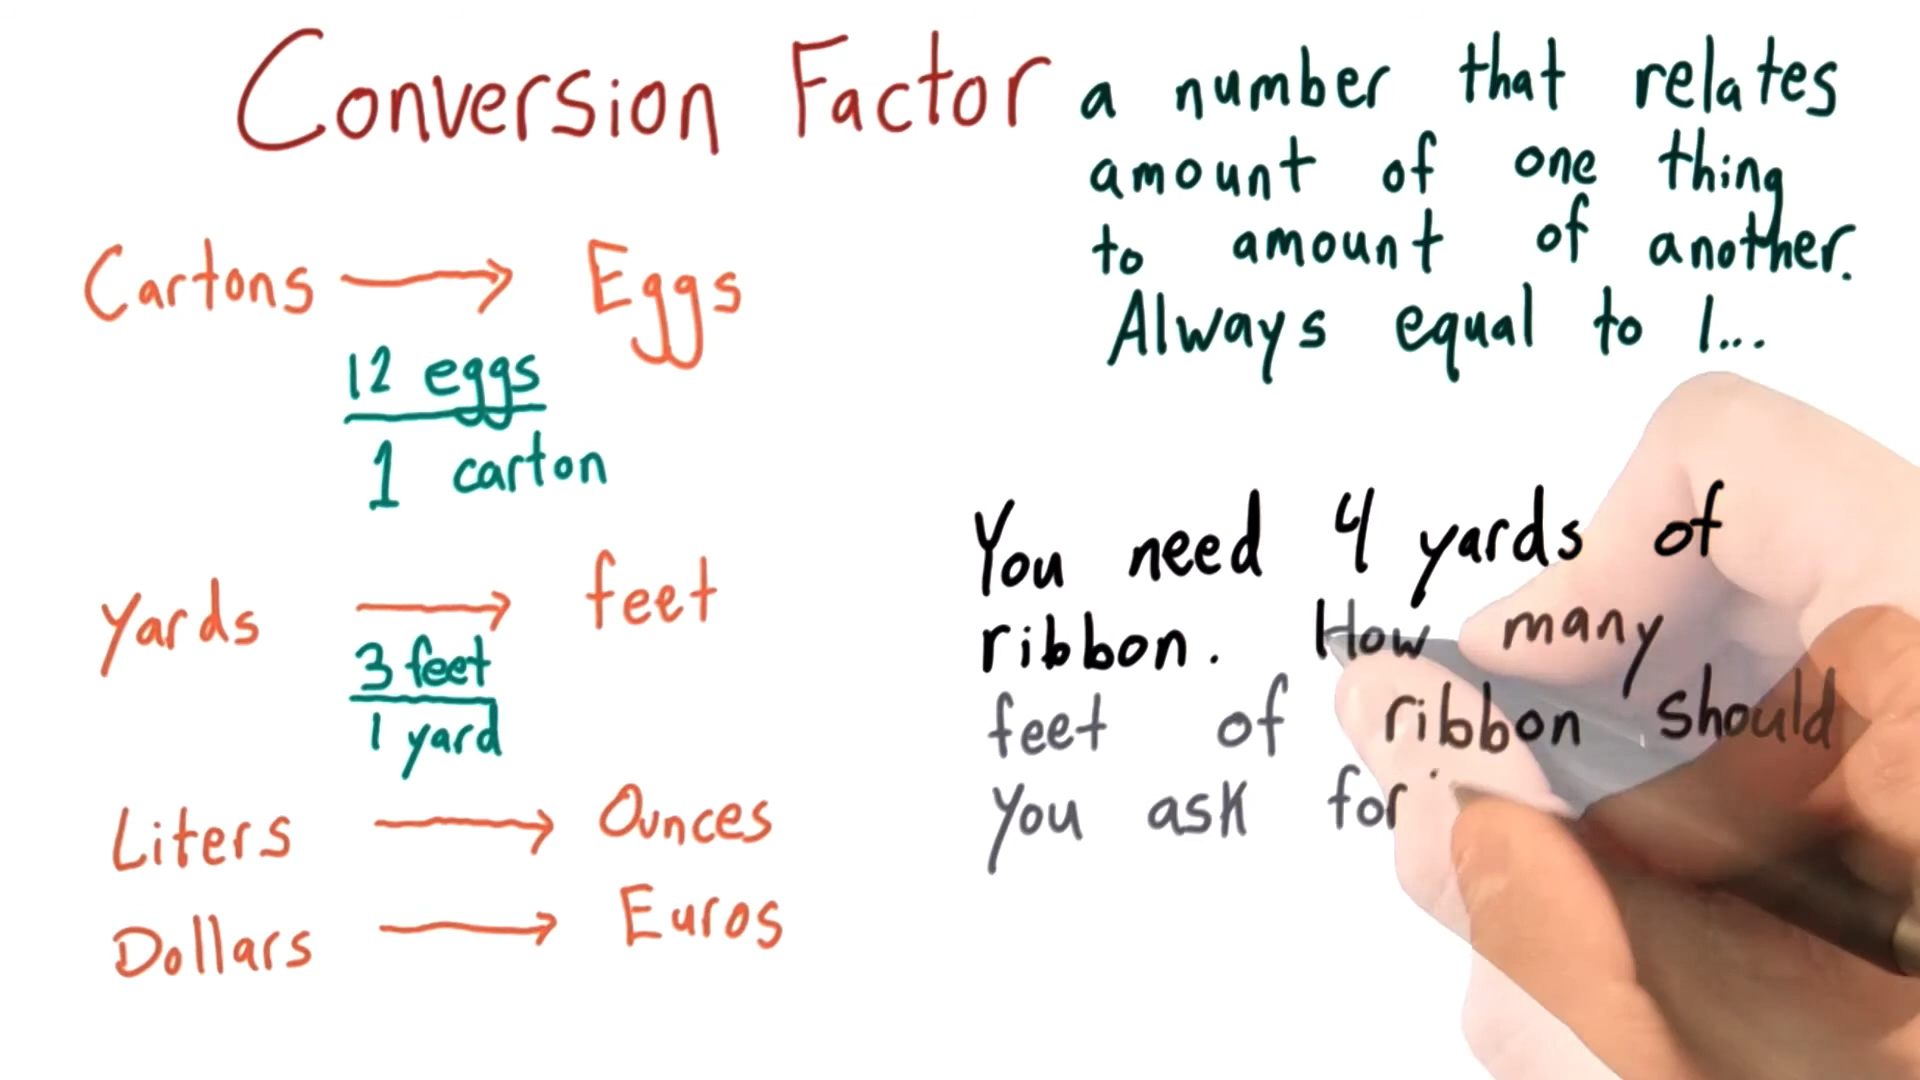 Conversion Factor
a number that relates
amount of one thing
to amount of another.
Always equal to 1...
Cartons → Eggs
12 eggs
1 carton
Yards → feet
3 feet
1 yard
Liters → Ounces
Dollars → Euros
You need 4 yards of
ribbon. How many
feet of ribbon should
you ask for